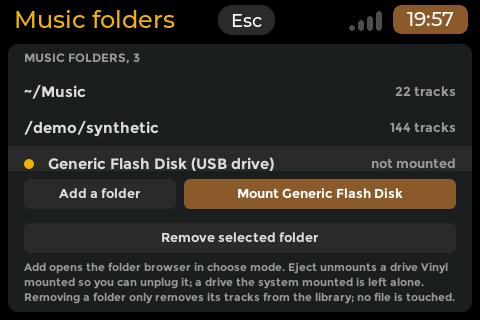 Music folders
Esc
19:57
MUSIC FOLDERS, 3
~/Music
22 tracks
/demo/synthetic
144 tracks
Generic Flash Disk (USB drive)
not mounted
Add a folder
Mount Generic Flash Disk
Remove selected folder
Add opens the folder browser in choose mode. Eject unmounts a drive Vinyl
mounted so you can unplug it; a drive the system mounted is left alone.
Removing a folder only removes its tracks from the library; no file is touched.